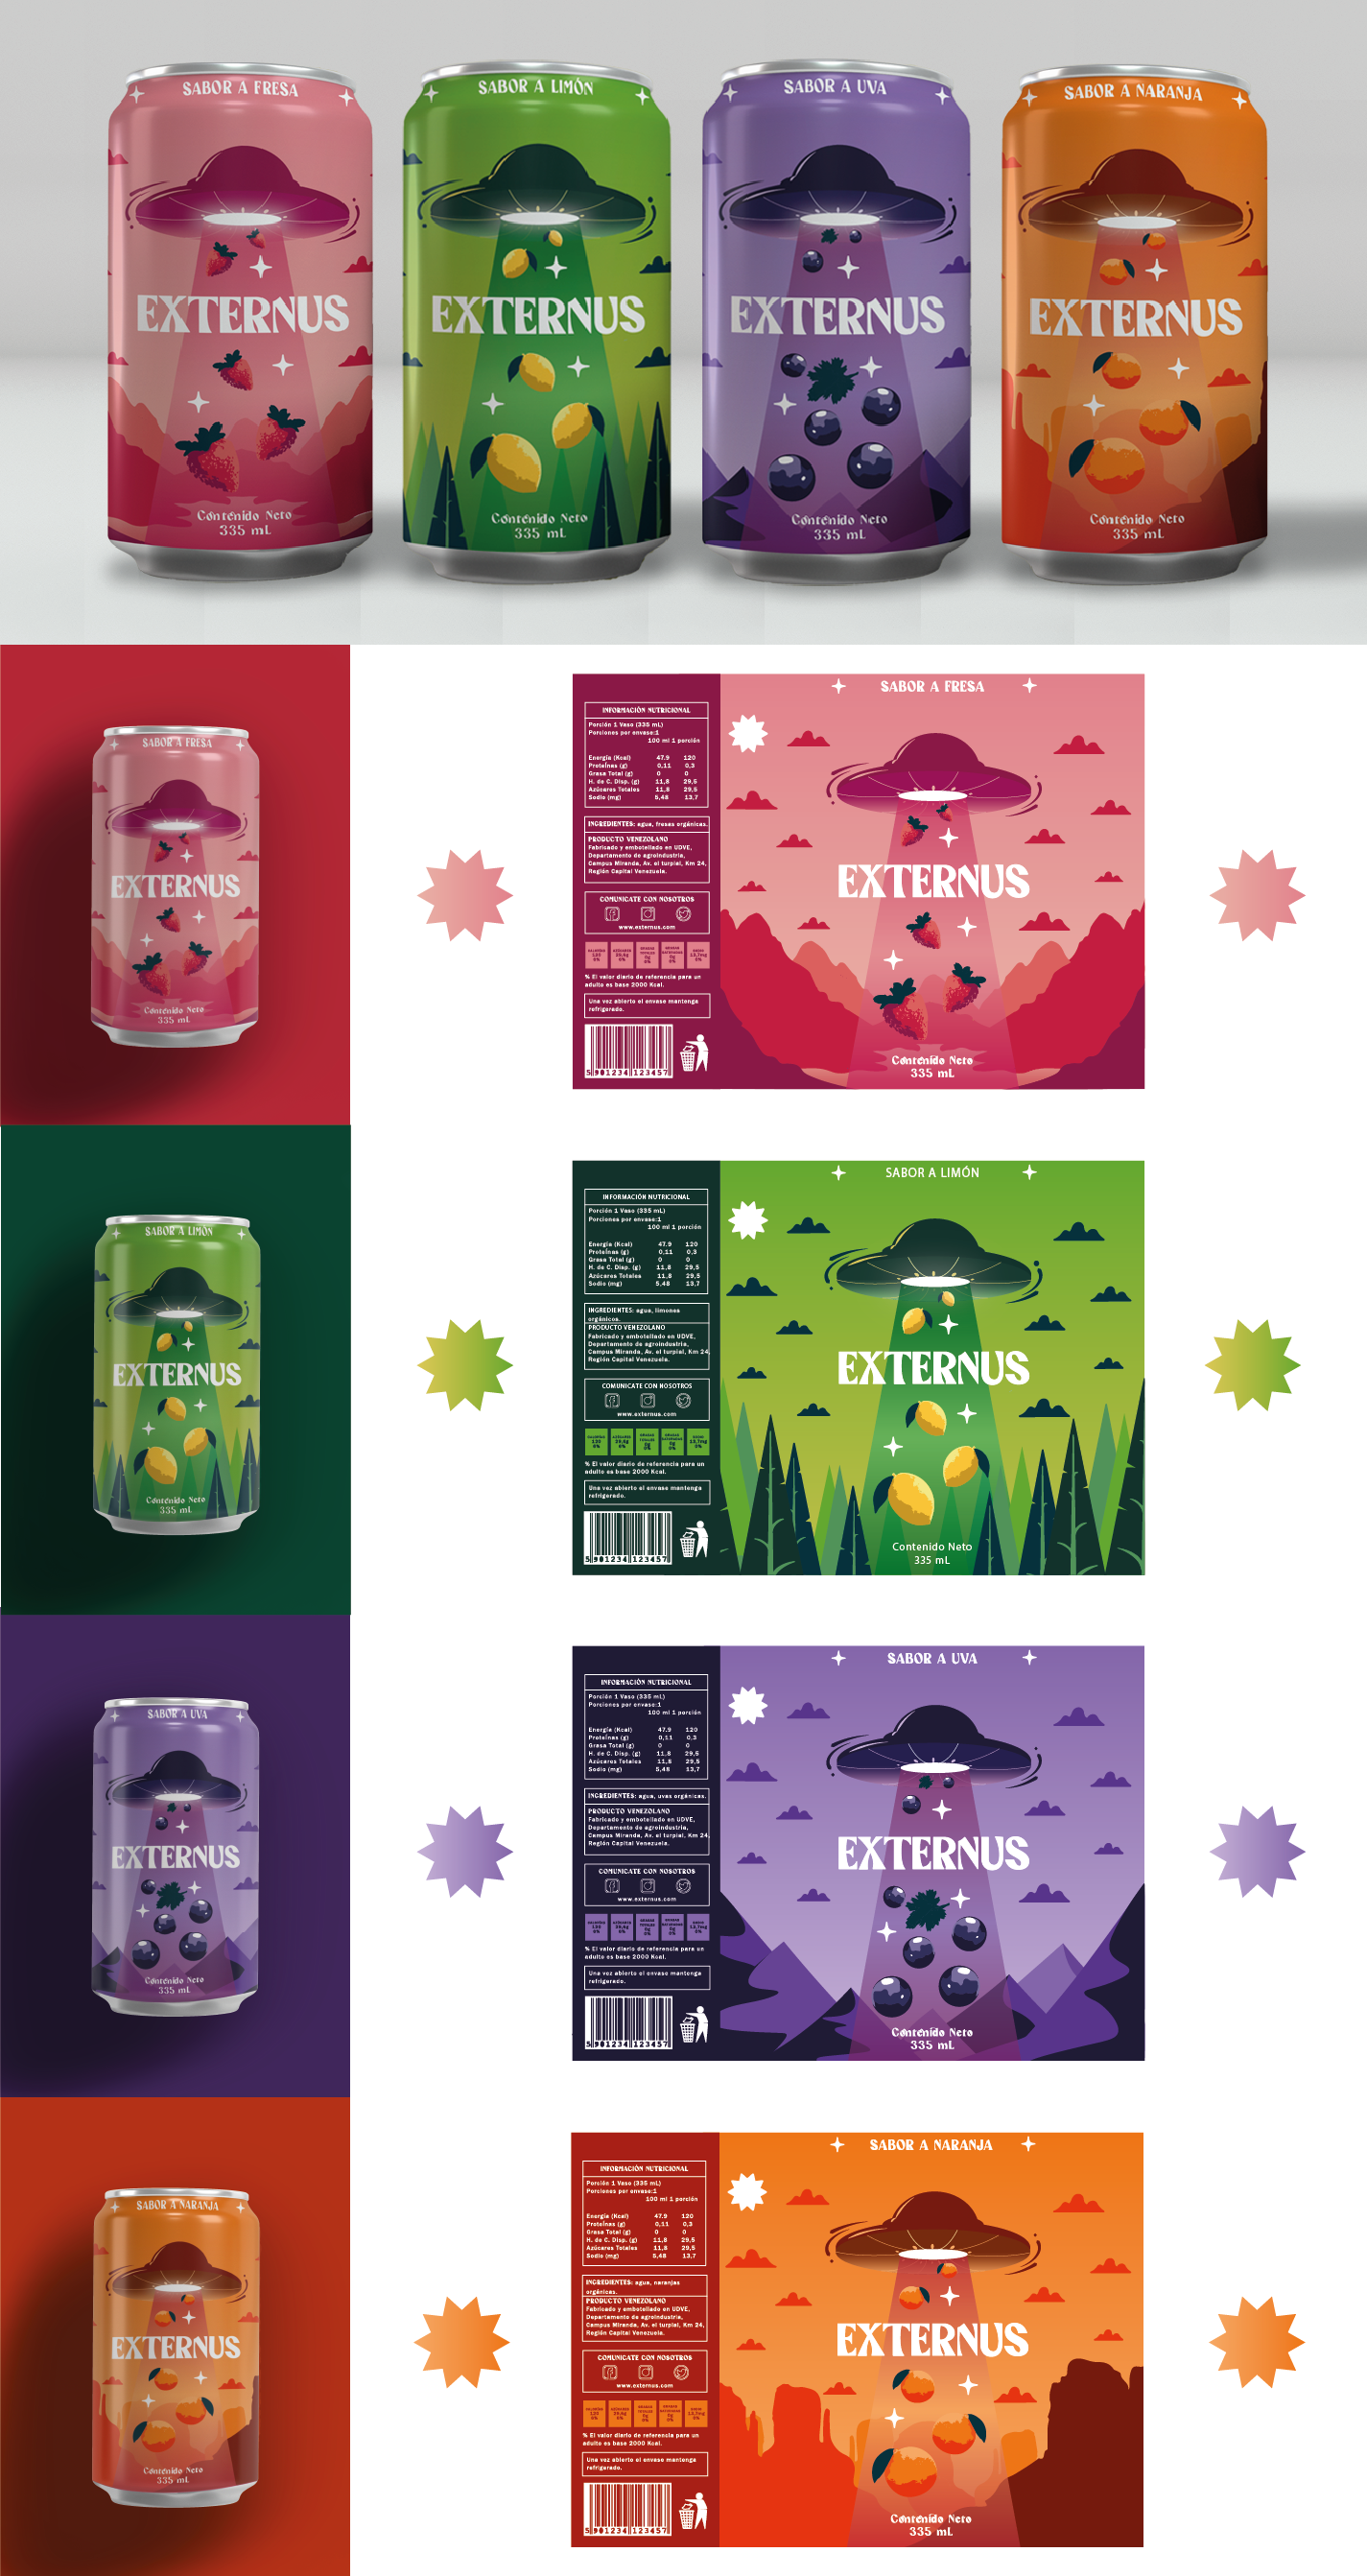 SABOR A FRESA
SABOR A LIMÓN
SABOR A UVA
SABOR A NARANJA
EXTERNUS
EXTERNUS
EXTERNUS
EXTERNUS
Contenido Neto
335 mL
Contenido Neto
335 mL
Contenido Neto
335 mL
Contenido Neto
335 mL
SABOR A FRESA
EXTERNUS
Contenido Neto
335 mL
INFORMACIÓN NUTRICIONAL
Porción 1 Vaso (335 mL)
Porciones por envase:1
100 ml 1 porción
Energía (Kcal) 47.9 120
Proteínas (g) 0,11 0,3
Grasa Total (g) 0 0
H. de C. Disp. (g) 11,8 29,5
Azúcares Totales 11,8 29,5
Sodio (mg) 5,48 13,7
INGREDIENTES: agua, fresas orgánicas.
PRODUCTO VENEZOLANO
Fabricado y embotellado en UDVE,
Departamento de agroindustria,
Campus Miranda, Av. el turpial, Km 24,
Región Capital Venezuela.
COMUNICATE CON NOSOTROS
www.externus.com
% El valor diario de referencia para un
adulto es base 2000 Kcal.
Una vez abierto el envase mantenga
refrigerado.
5 901234 123457
SABOR A FRESA
EXTERNUS
Contenido Neto
335 mL
SABOR A LIMÓN
EXTERNUS
Contenido Neto
335 mL
INFORMACIÓN NUTRICIONAL
Porción 1 Vaso (335 mL)
Porciones por envase:1
100 ml 1 porción
Energía (Kcal) 47.9 120
Proteínas (g) 0,11 0,3
Grasa Total (g) 0 0
H. de C. Disp. (g) 11,8 29,5
Azúcares Totales 11,8 29,5
Sodio (mg) 5,48 13,7
INGREDIENTES: agua, limones
orgánicos.
PRODUCTO VENEZOLANO
Fabricado y embotellado en UDVE,
Departamento de agroindustria,
Campus Miranda, Av. el turpial, Km 24,
Región Capital Venezuela.
COMUNICATE CON NOSOTROS
www.externus.com
% El valor diario de referencia para un
adulto es base 2000 Kcal.
Una vez abierto el envase mantenga
refrigerado.
5 901234 123457
SABOR A LIMÓN
EXTERNUS
Contenido Neto
335 mL
SABOR A UVA
EXTERNUS
Contenido Neto
335 mL
INFORMACIÓN NUTRICIONAL
Porción 1 Vaso (335 mL)
Porciones por envase:1
100 ml 1 porción
Energía (Kcal) 47.9 120
Proteínas (g) 0,11 0.3
Grasa Total (g) 0 0
H. de C. Disp. (g) 11,8 29,5
Azúcares Totales 11,8 29,5
Sodio (mg) 5,48 13,7
INGREDIENTES: agua, uvas orgánicas.
PRODUCTO VENEZOLANO
Fabricado y embotellado en UDVE,
Departamento de agroindustria,
Campus Miranda, Av. el turpial, Km 24,
Región Capital Venezuela.
COMUNICATE CON NOSOTROS
www.externus.com
% El valor diario de referencia para un
adulto es base 2000 Kcal.
Una vez abierto el envase mantenga
refrigerado.
5 901234 123457
SABOR A UVA
EXTERNUS
Contenido Neto
335 mL
SABOR A NARANJA
EXTERNUS
Contenido Neto
335 mL
INFORMACIÓN NUTRICIONAL
Porción 1 Vaso (335 mL)
Porciones por envase:1
100 ml 1 porción
Energía (Kcal) 47.9 120
Proteínas (g) 0,11 0,3
Grasa Total (g) 0 0
H. de C. Disp. (g) 11,8 29,5
Azúcares Totales 11,8 29,5
Sodio (mg) 5,48 13,7
INGREDIENTES: agua, naranjas
orgánicas.
PRODUCTO VENEZOLANO
Fabricado y embotellado en UDVE,
Departamento de agroindustria,
Campus Miranda, Av. el turpial, Km 24,
Región Capital Venezuela.
COMUNICATE CON NOSOTROS
www.externus.com
% El valor diario de referencia para un
adulto es base 2000 Kcal.
Una vez abierto el envase mantenga
refrigerado.
5 901234 123457
SABOR A NARANJA
EXTERNUS
Contenido Neto
335 mL